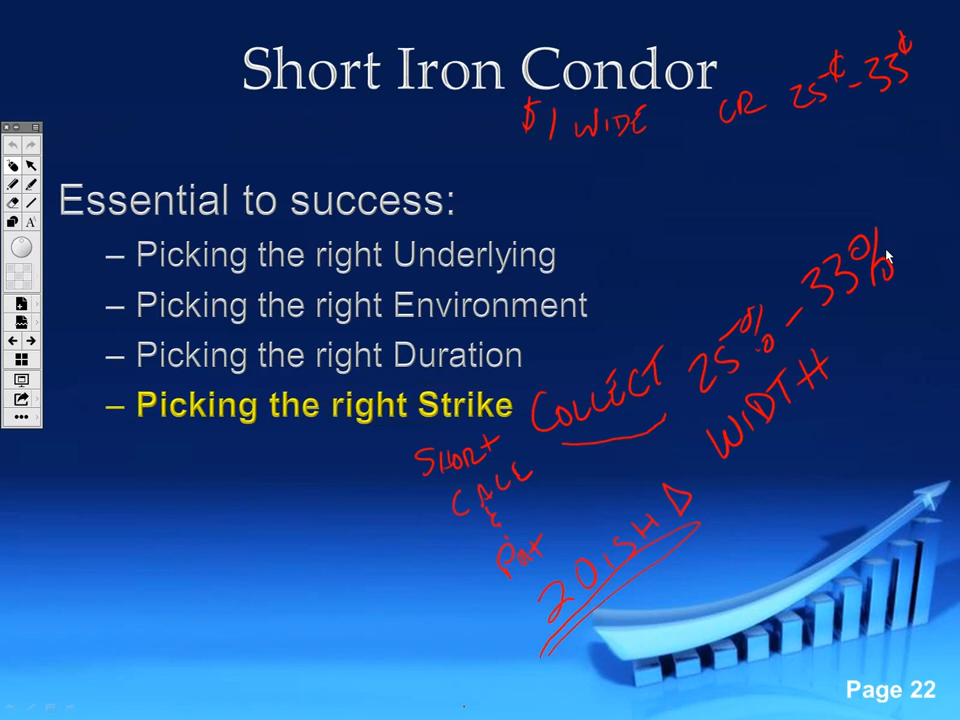 Short Iron Condor
$1 WIDE CR 25¢-33¢
Essential to success:
– Picking the right Underlying
– Picking the right Environment
– Picking the right Duration
– Picking the right Strike
COLLECT 25%-33%
WIDTH
SHORT
CALL
&
Put
20ISH Δ
Page 22